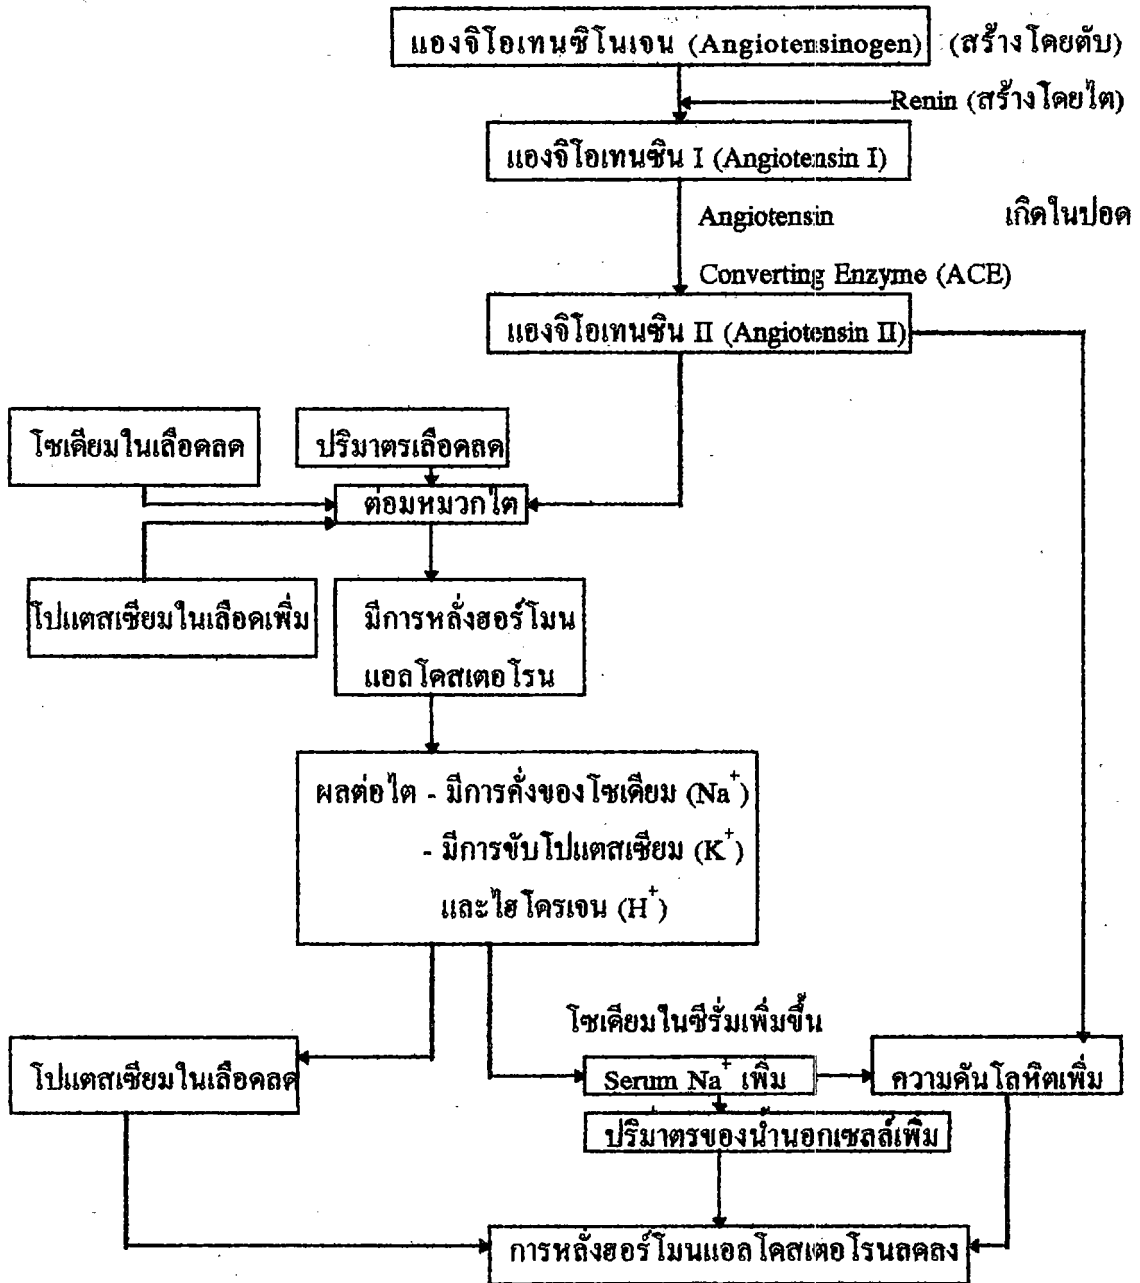 แองจิโอเทนซิโนเจน (Angiotensinogen) (สร้างโดยตับ)
Renin (สร้างโดยไต)
แองจิโอเทนซิน I (Angiotensin I)
Angiotensin เกิดในปอด
Converting Enzyme (ACE)
แองจิโอเทนซิน II (Angiotensin II)
โซเดียมในเลือดลด
ปริมาตรเลือดลด
ต่อมหมวกไต
โปแตสเซียมในเลือดเพิ่ม
มีการหลั่งฮอร์โมน
แอลโดสเตอโรน
ผลต่อไต - มีการคั่งของโซเดียม (Na⁺)
- มีการขับโปแตสเซียม (K⁺)
และไฮโดรเจน (H⁺)
โซเดียมในซีรั่มเพิ่มขึ้น
โปแตสเซียมในเลือดลด
Serum Na⁺ เพิ่ม
ความดันโลหิตเพิ่ม
ปริมาตรของน้ำนอกเซลล์เพิ่ม
การหลั่งฮอร์โมนแอลโดสเตอโรนลดลง